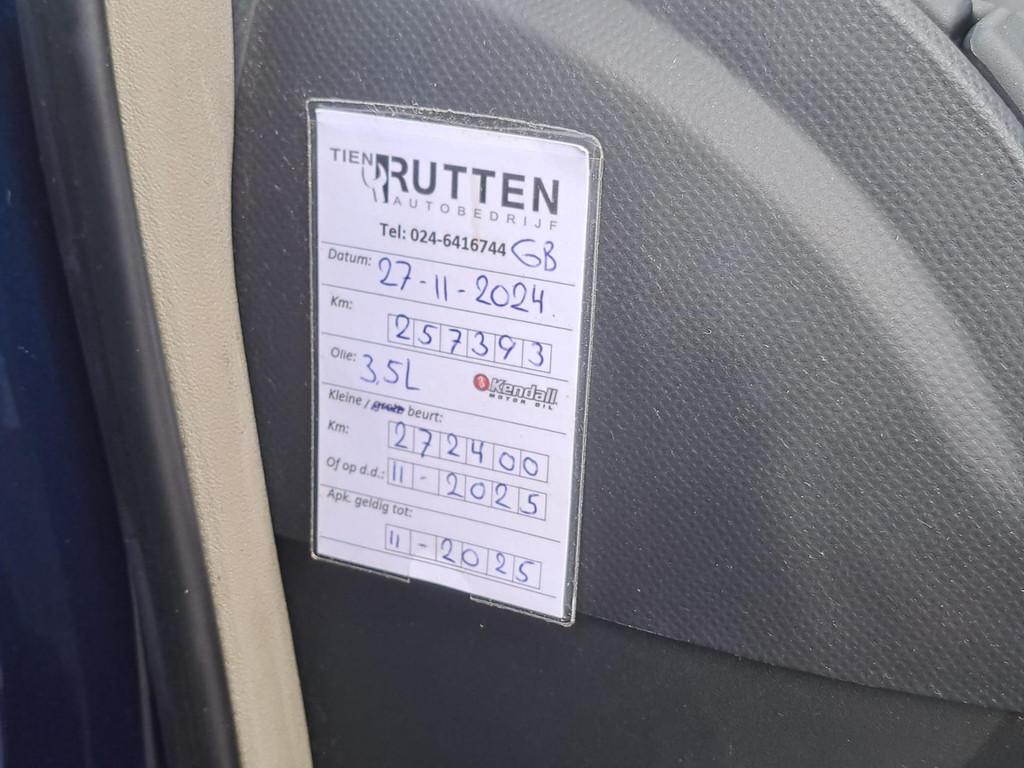 TIEN RUTTEN
AUTOBEDRIJF
Tel: 024-6416744 GB
Datum: 27-11-2024.
Km:
257393
Olie: 3,5L Kendall
MOTOR OIL
Kleine / grote beurt:
Km: 272400
Of op d.d.: 11-2025
Apk. geldig tot:
11-2025